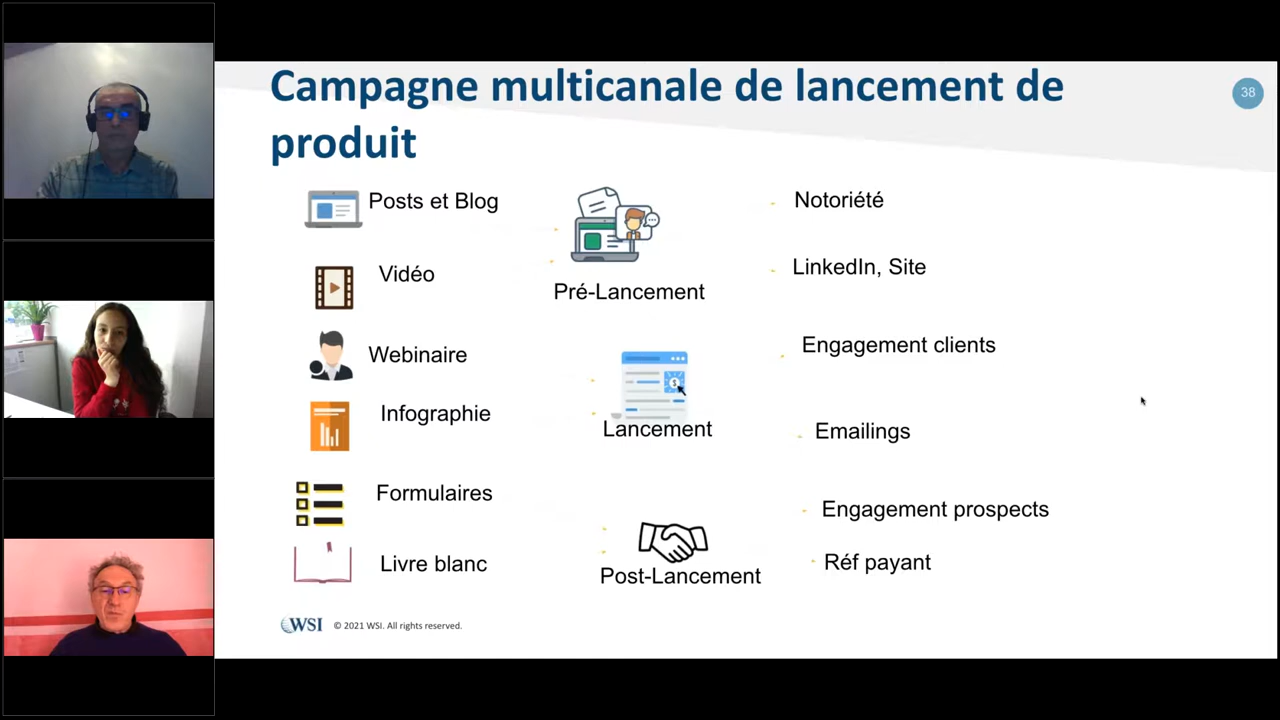 Campagne multicanale de lancement de
produit
38
Posts et Blog
Notoriété
Vidéo
LinkedIn, Site
Pré-Lancement
Webinaire
Engagement clients
Infographie
Lancement
Emailings
Formulaires
Engagement prospects
Livre blanc
Post-Lancement
Réf payant
WSI © 2021 WSI. All rights reserved.